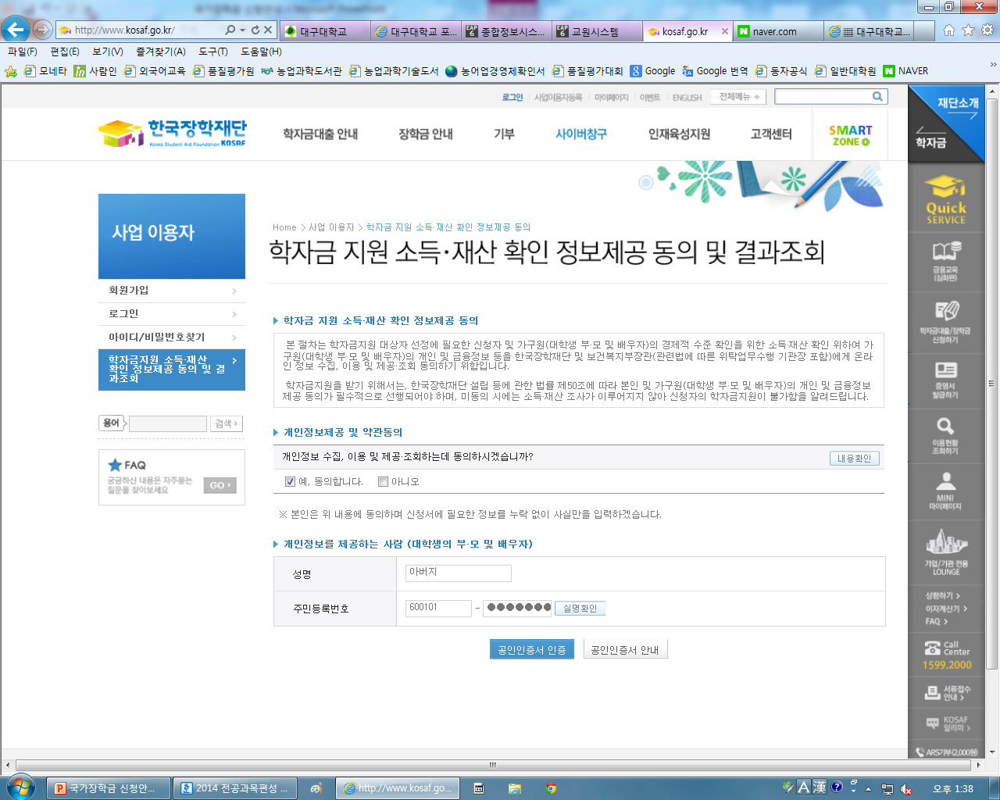 http://www.kosaf.go.kr/
대구대학교
대구대학교 포...
종합정보시스...
교원시스템
kosaf.go.kr
naver.com
대구대학교...
파일(F) 편집(E) 보기(V) 즐겨찾기(A) 도구(T) 도움말(H)
모네타 사람인 외국어교육 품질평가원 농업과학도서관 농업과학기술도서 농어업경영체확인서 품질평가대회 Google Google 번역 동자공식 일반대학원 NAVER
로그인 사업이용자등록 마이페이지 이벤트 ENGLISH 전체메뉴 +
한국장학재단
Korea Student Aid Foundation KOSAF
학자금대출 안내 장학금 안내 기부 사이버창구 인재육성지원 고객센터
SMART
ZONE
재단소개
학자금
사업 이용자
회원가입
로그인
아이디/비밀번호찾기
학자금지원 소득·재산
확인 정보제공 동의 및 결
과조회
용어 검색
FAQ
궁금하신 내용은 자주묻는
질문을 찾아보세요
GO
Home > 사업 이용자 > 학자금 지원 소득·재산 확인 정보제공 동의
학자금 지원 소득·재산 확인 정보제공 동의 및 결과조회
학자금 지원 소득·재산 확인 정보제공 동의
본 절차는 학자금지원 대상자 선정에 필요한 신청자 및 가구원(대학생 부·모 및 배우자)의 경제적 수준 확인을 위한 소득·재산 확인 위하여 가
구원(대학생 부·모 및 배우자)의 개인 및 금융정보 등을 한국장학재단 및 보건복지부장관(관련법에 따른 위탁업무수행 기관장 포함)에게 온라
인 정보 수집, 이용 및 제공·조회 동의하기 위함입니다.
학자금지원을 받기 위해서는, 한국장학재단 설립 등에 관한 법률 제50조에 따라 본인 및 가구원(대학생 부·모 및 배우자)의 개인 및 금융정보
제공 동의가 필수적으로 선행되어야 하며, 미동의 시에는 소득·재산 조사가 이루어지지 않아 신청자의 학자금지원이 불가함을 알려드립니다.
개인정보제공 및 약관동의
개인정보 수집, 이용 및 제공·조회하는데 동의하시겠습니까? 내용확인
예, 동의합니다. 아니오
※ 본인은 위 내용에 동의하며 신청서에 필요한 정보를 누락 없이 사실만을 입력하겠습니다.
개인정보를 제공하는 사람 (대학생의 부·모 및 배우자)
성명 아버지
주민등록번호 600101 - ●●●●●●● 실명확인
공인인증서 인증 공인인증서 안내
Quick
SERVICE
금융교육
(심화면)
학자금대출/장학금
신청하기
증명서
발급하기
이용현황
조회하기
MINI
마이페이지
기업/기관 전용
LOUNGE
상환하기 >
이자계산기 >
FAQ >
Call
Center
1599.2000
서류접수
안내 >
KOSAF
알리미 >
ARS기부(2,000원)
국가장학금 신청안...
2014 전공과목편성 ...
http://www.kosaf.go...
A 漢
오후 1:38